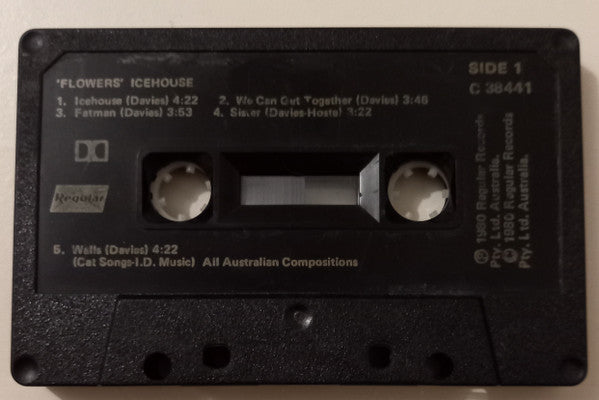 'FLOWERS' ICEHOUSE
SIDE 1
C 38441
1. Icehouse (Davies) 4:22 2. We Can Get Together (Davies) 3:46
3. Fatman (Davies) 3:53 4. Sister (Davies-Hoste) 3:22
Regular
5. Walls (Davies) 4:22
(Cat Songs-I.D. Music) All Australian Compositions
℗ 1980 Regular Records
Pty. Ltd. Australia.
© 1980 Regular Records
Pty. Ltd. Australia.